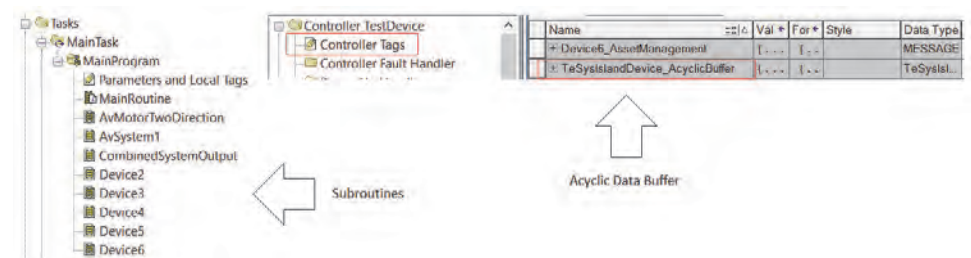 Tasks
MainTask
MainProgram
Parameters and Local Tags
MainRoutine
AvMotorTwoDirection
AvSystem1
CombinedSystemOutput
Device2
Device3
Device4
Device5
Device6
Subroutines
Controller TestDevice
Controller Tags
Controller Fault Handler
Name Val For Style Data Type
Device6_AssetManagement {... {... MESSAGE
TeSysIslandDevice_AcyclicBuffer {... {... TeSysIsl...
Acyclic Data Buffer